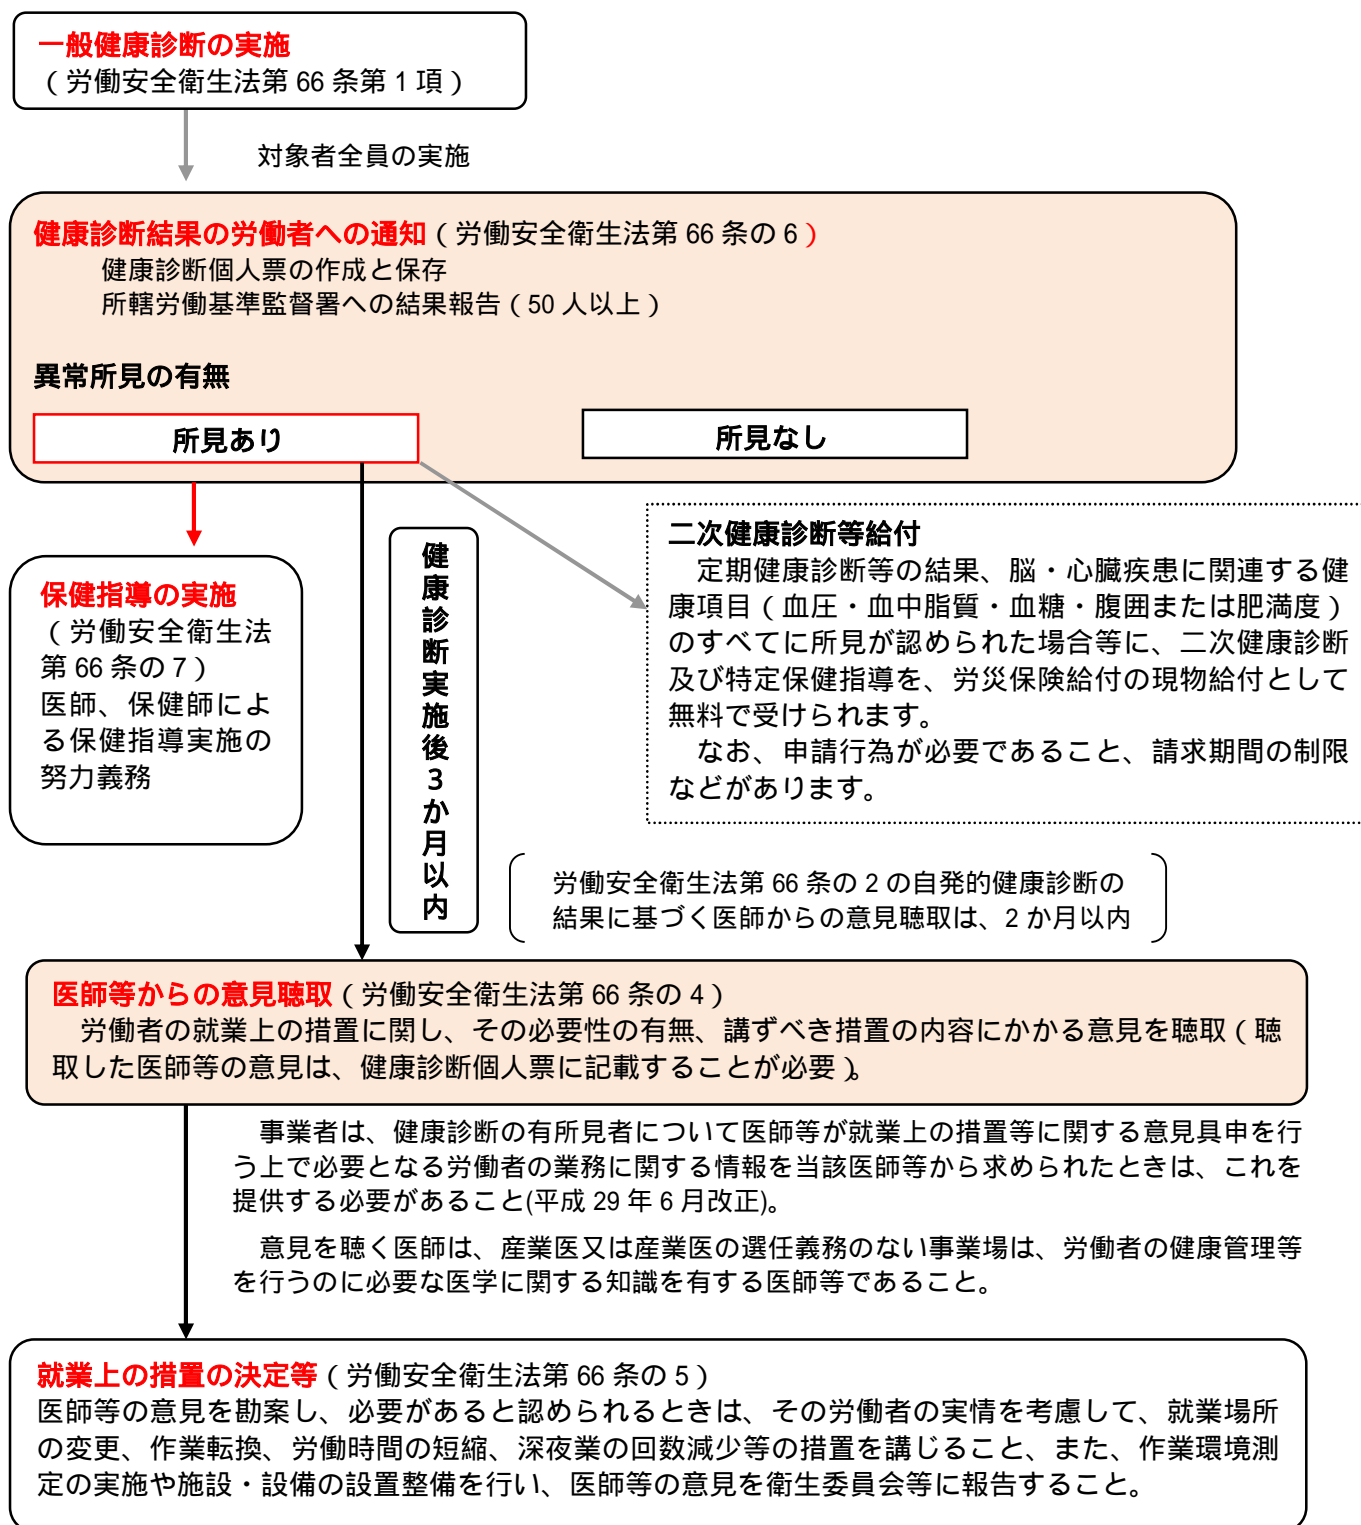 一般健康診断の実施
（労働安全衛生法第 66 条第 1 項）
対象者全員の実施
健康診断結果の労働者への通知（労働安全衛生法第 66 条の 6）
健康診断個人票の作成と保存
所轄労働基準監督署への結果報告（50 人以上）
異常所見の有無
所見あり
所見なし
保健指導の実施
（労働安全衛生法
第 66 条の 7）
医師、保健師によ
る保健指導実施の
努力義務
健康診断実施後3か月以内
二次健康診断等給付
定期健康診断等の結果、脳・心臓疾患に関連する健
康項目（血圧・血中脂質・血糖・腹囲または肥満度）
のすべてに所見が認められた場合等に、二次健康診断
及び特定保健指導を、労災保険給付の現物給付として
無料で受けられます。
なお、申請行為が必要であること、請求期間の制限
などがあります。
労働安全衛生法第 66 条の 2 の自発的健康診断の
結果に基づく医師からの意見聴取は、2 か月以内
医師等からの意見聴取（労働安全衛生法第 66 条の 4）
労働者の就業上の措置に関し、その必要性の有無、講ずべき措置の内容にかかる意見を聴取（聴
取した医師等の意見は、健康診断個人票に記載することが必要）。
事業者は、健康診断の有所見者について医師等が就業上の措置等に関する意見具申を行
う上で必要となる労働者の業務に関する情報を当該医師等から求められたときは、これを
提供する必要があること(平成 29 年 6 月改正)。
意見を聴く医師は、産業医又は産業医の選任義務のない事業場は、労働者の健康管理等
を行うのに必要な医学に関する知識を有する医師等であること。
就業上の措置の決定等（労働安全衛生法第 66 条の 5）
医師等の意見を勘案し、必要があると認められるときは、その労働者の実情を考慮して、就業場所
の変更、作業転換、労働時間の短縮、深夜業の回数減少等の措置を講じること、また、作業環境測
定の実施や施設・設備の設置整備を行い、医師等の意見を衛生委員会等に報告すること。